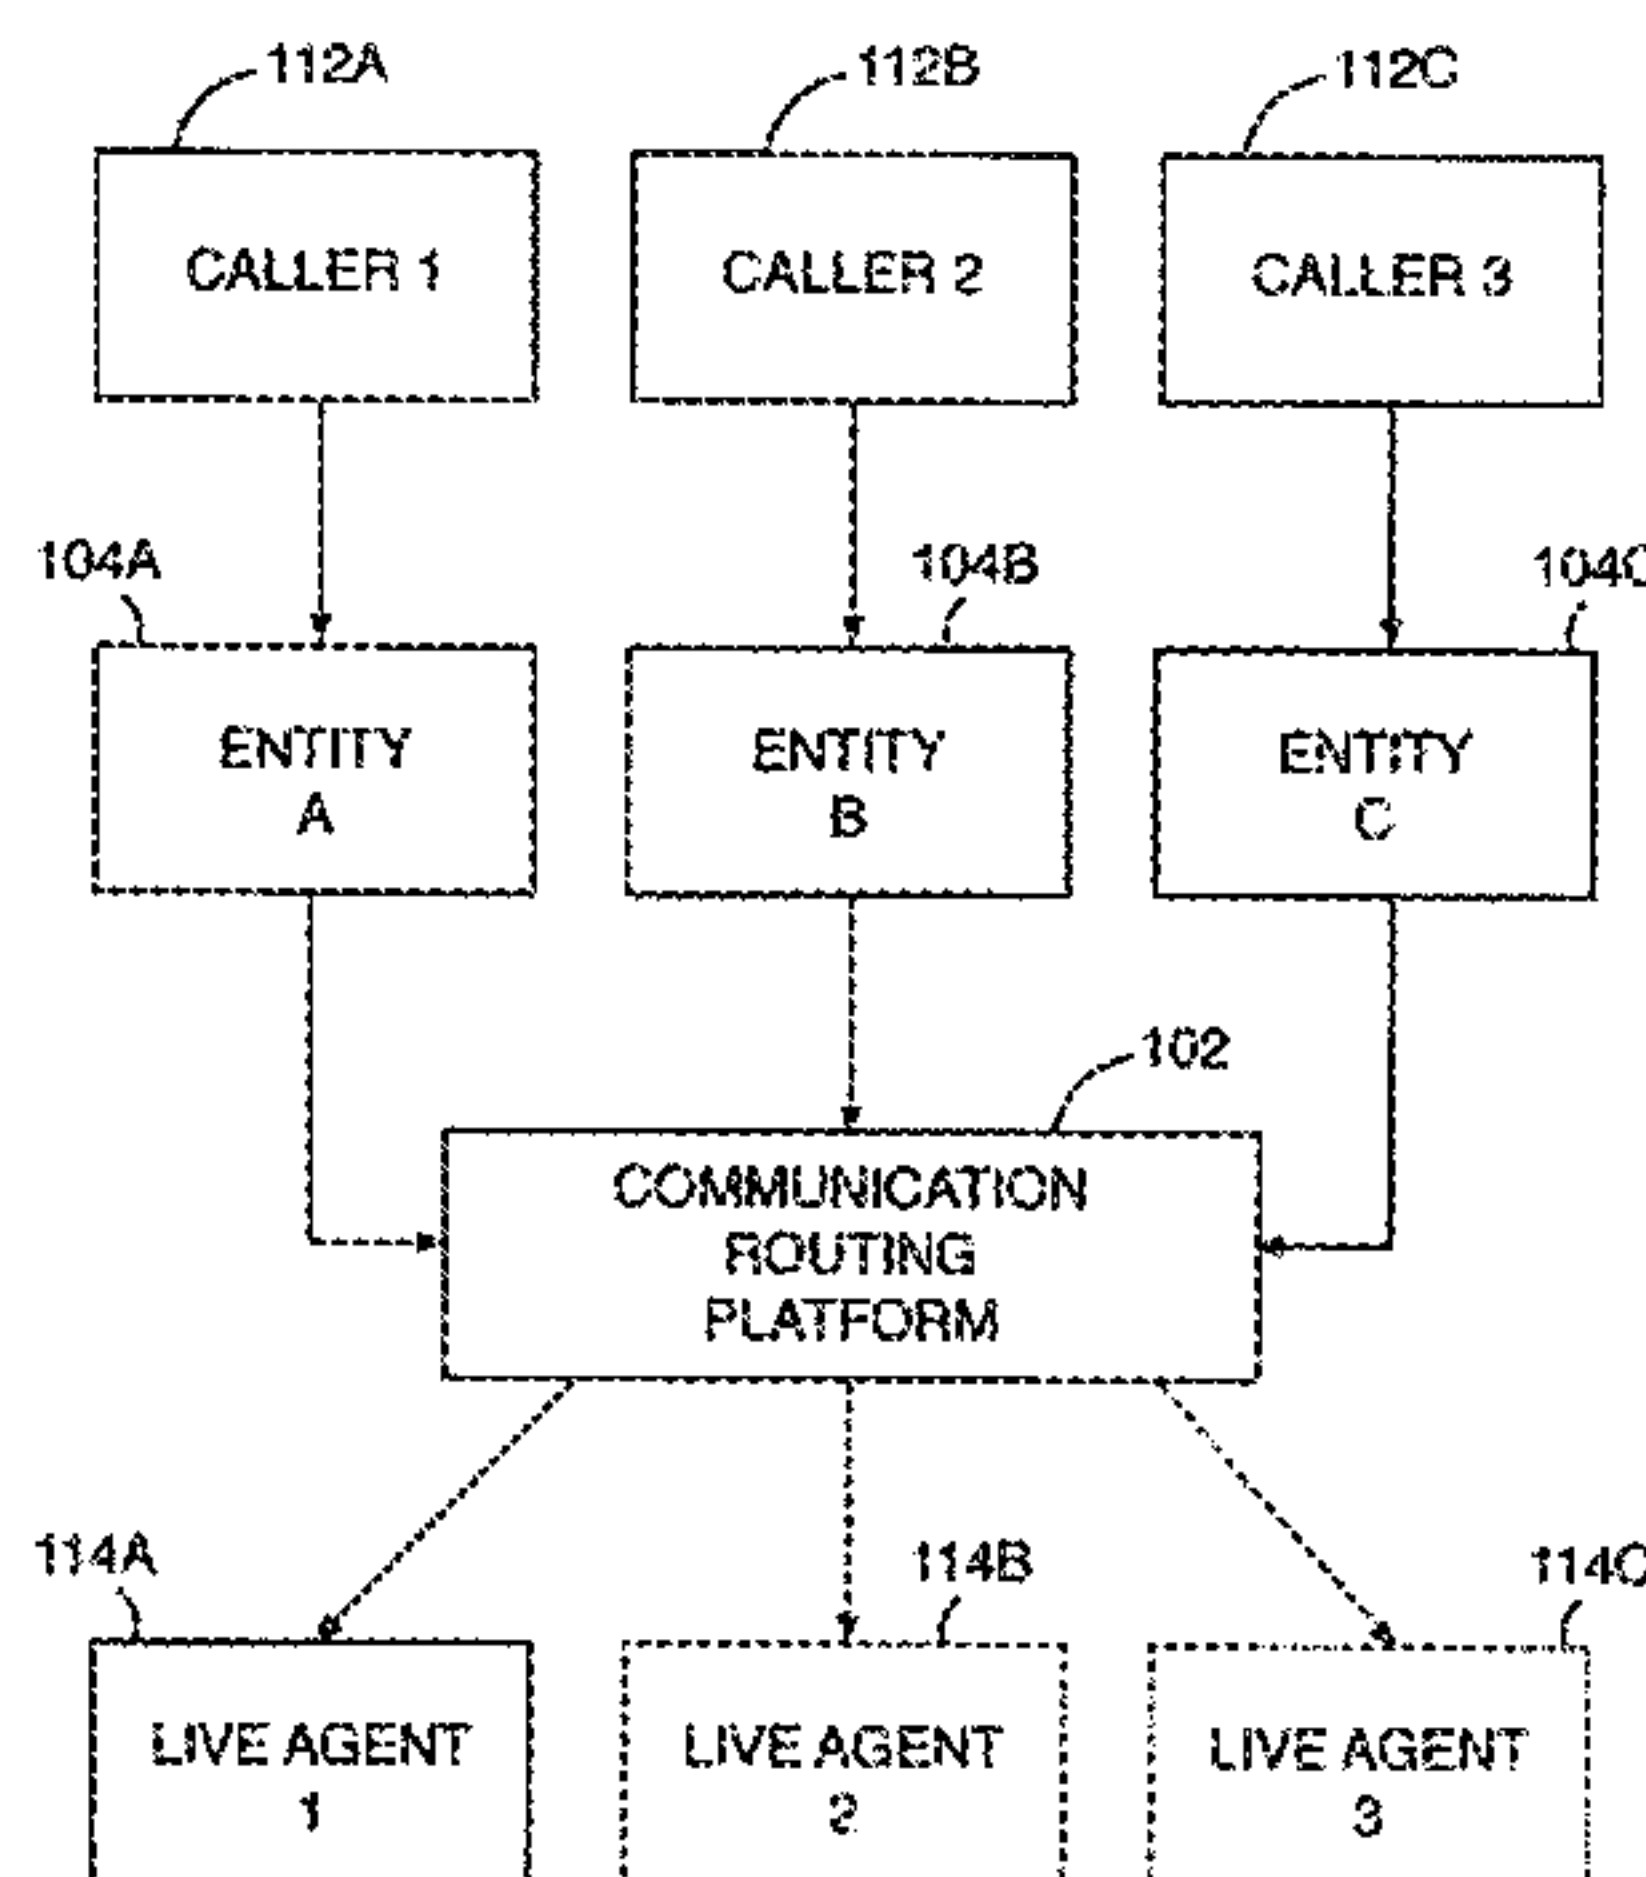 112A 112B 112C
CALLER 1 CALLER 2 CALLER 3
104A 104B 104C
ENTITY
A
ENTITY
B
ENTITY
C
102
COMMUNICATION
ROUTING
PLATFORM
114A 114B 114C
LIVE AGENT
1
LIVE AGENT
2
LIVE AGENT
3